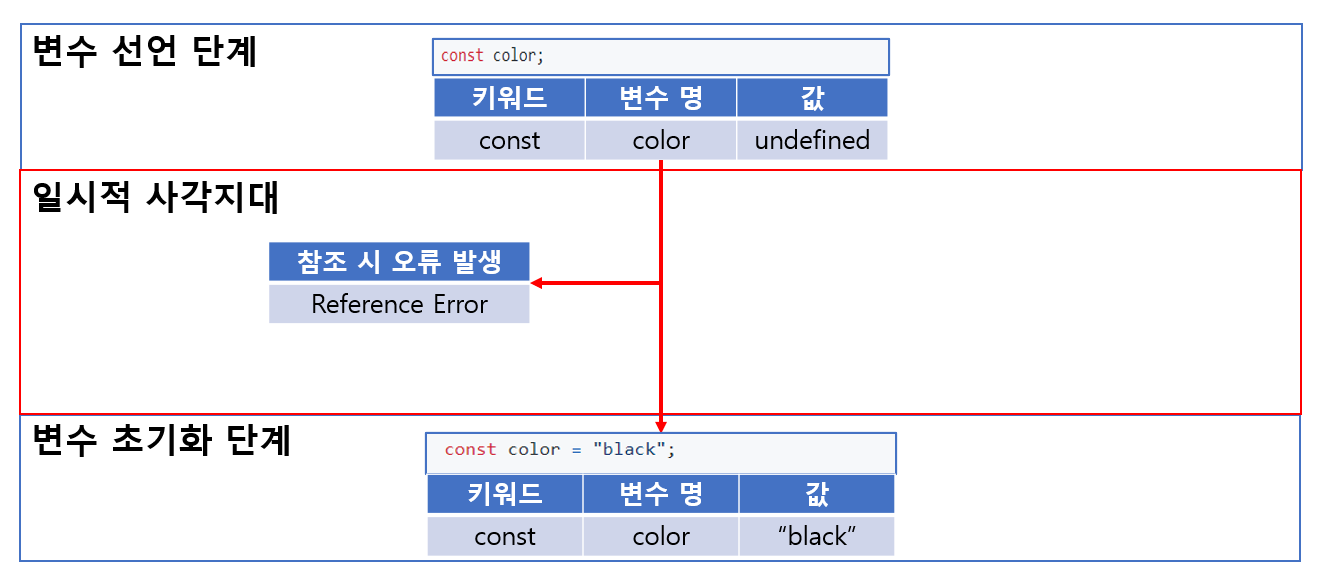 변수 선언 단계
const color;
키워드 변수 명 값
const color undefined
일시적 사각지대
참조 시 오류 발생
Reference Error
변수 초기화 단계
const color = "black";
키워드 변수 명 값
const color “black”